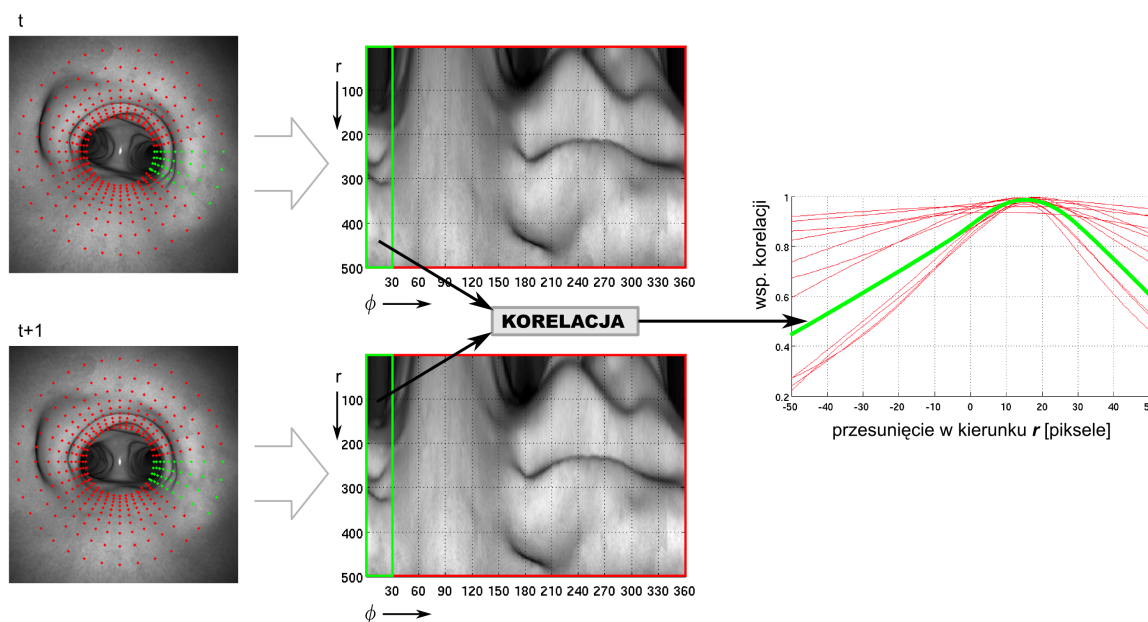 t
r
100
200
300
400
500
30 60 90 120 150 180 210 240 270 300 330 360
ϕ
KORELACJA
t+1
r
100
200
300
400
500
30 60 90 120 150 180 210 240 270 300 330 360
ϕ
wsp. korelacji
1
0.8
0.6
0.4
0.2
-50 -40 -30 -20 -10 0 10 20 30 40
przesunięcie w kierunku r [piksele]